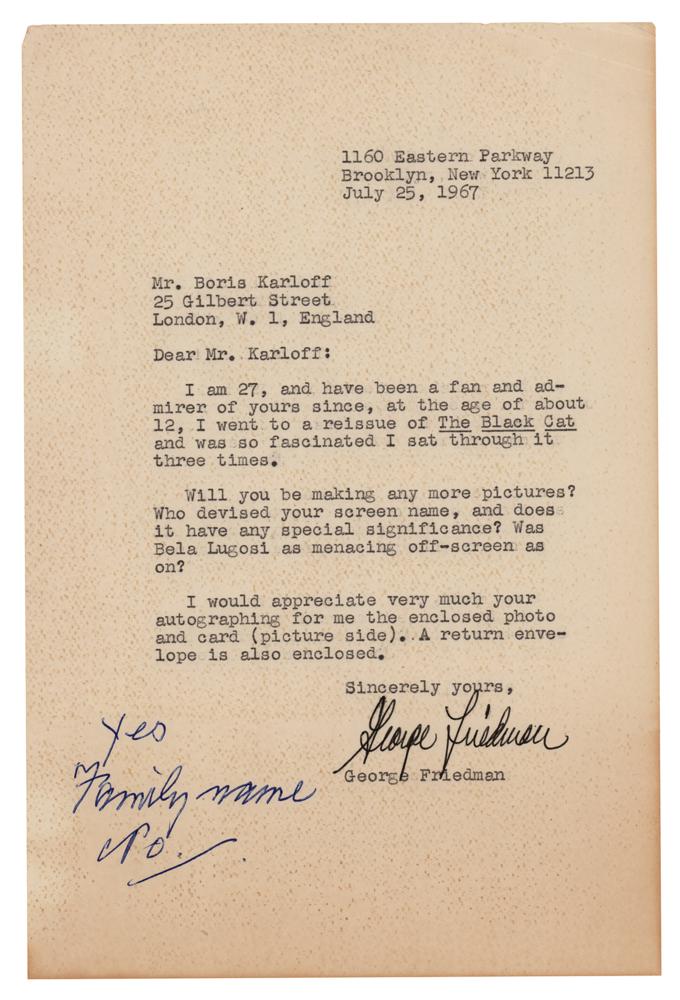 1160 Eastern Parkway
Brooklyn, New York 11213
July 25, 1967
Mr. Boris Karloff
25 Gilbert Street
London, W. 1, England
Dear Mr. Karloff:
I am 27, and have been a fan and ad-
mirer of yours since, at the age of about
12, I went to a reissue of The Black Cat
and was so fascinated I sat through it
three times.
Will you be making any more pictures?
Who devised your screen name, and does
it have any special significance? Was
Bela Lugosi as menacing off-screen as
on?
I would appreciate very much your
autographing for me the enclosed photo
and card (picture side). A return enve-
lope is also enclosed.
Sincerely yours,
George Friedman
George Friedman
Yes
Family name
No.